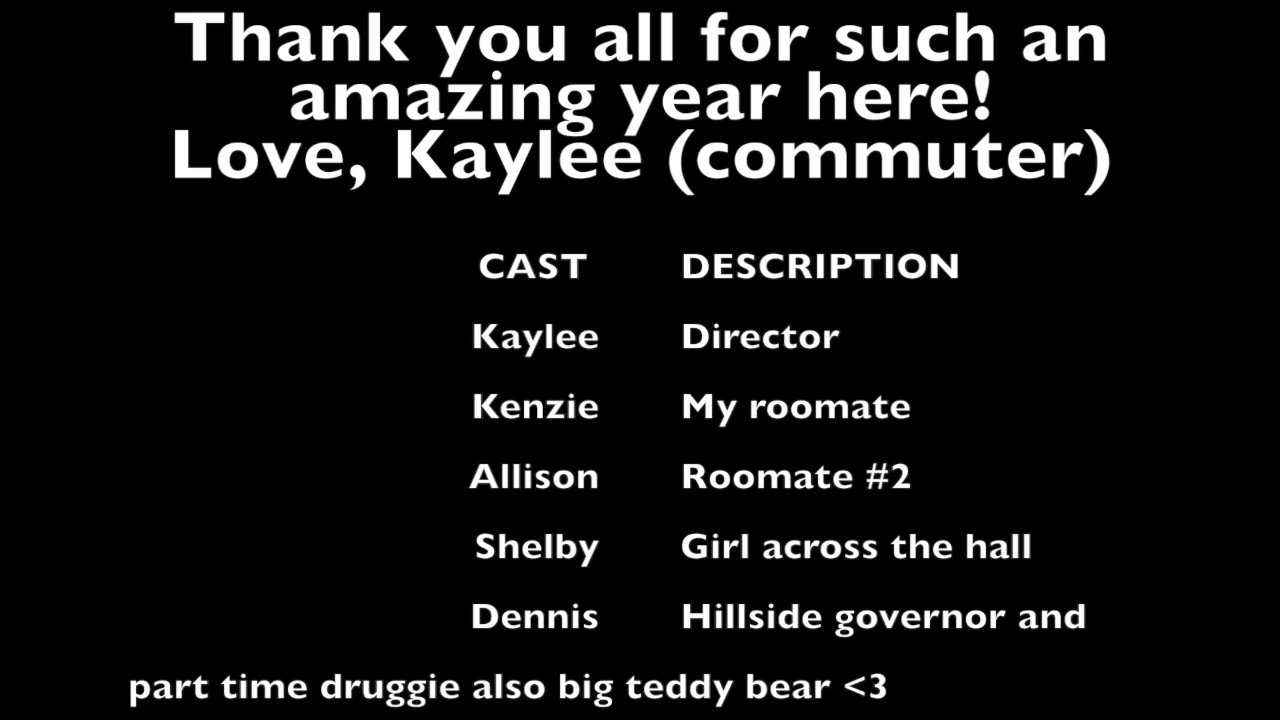 Thank you all for such an
amazing year here!
Love, Kaylee (commuter)
CAST DESCRIPTION
Kaylee Director
Kenzie My roomate
Allison Roomate #2
Shelby Girl across the hall
Dennis Hillside governor and
part time druggie also big teddy bear <3